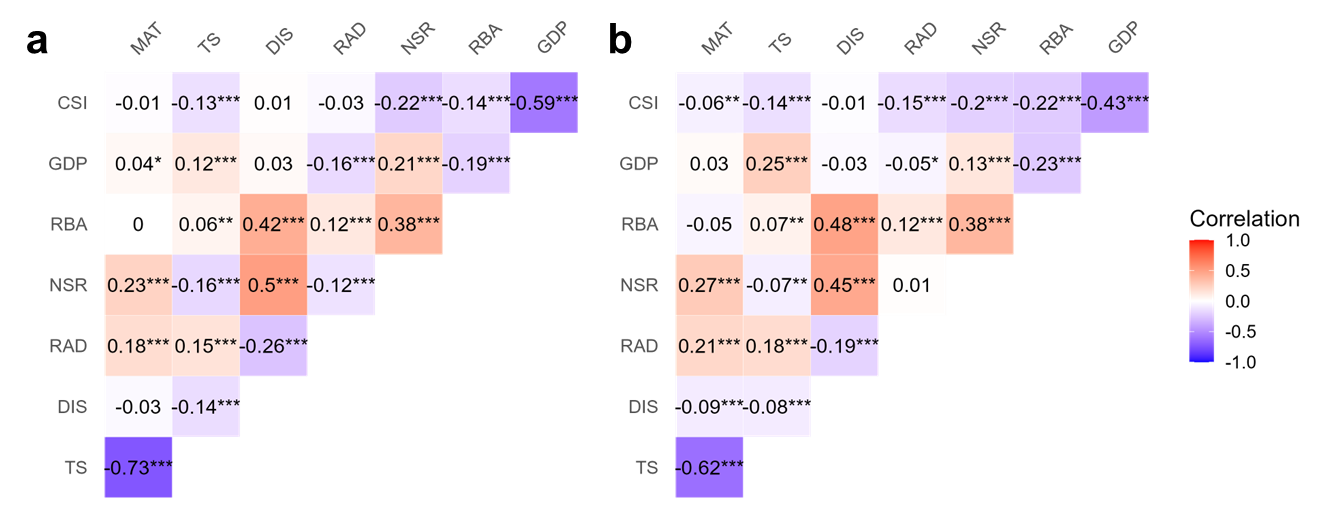 a
MAT TS DIS RAD NSR RBA GDP
CSI -0.01 -0.13*** 0.01 -0.03 -0.22*** -0.14*** -0.59***
GDP 0.04* 0.12*** 0.03 -0.16*** 0.21*** -0.19***
RBA 0 0.06** 0.42*** 0.12*** 0.38***
NSR 0.23*** -0.16*** 0.5*** -0.12***
RAD 0.18*** 0.15*** -0.26***
DIS -0.03 -0.14***
TS -0.73***
b
MAT TS DIS RAD NSR RBA GDP
CSI -0.06** -0.14*** -0.01 -0.15*** -0.2*** -0.22*** -0.43***
GDP 0.03 0.25*** -0.03 -0.05* 0.13*** -0.23***
RBA -0.05 0.07** 0.48*** 0.12*** 0.38***
NSR 0.27*** -0.07** 0.45*** 0.01
RAD 0.21*** 0.18*** -0.19***
DIS -0.09*** -0.08***
TS -0.62***
Correlation
1.0
0.5
0.0
-0.5
-1.0